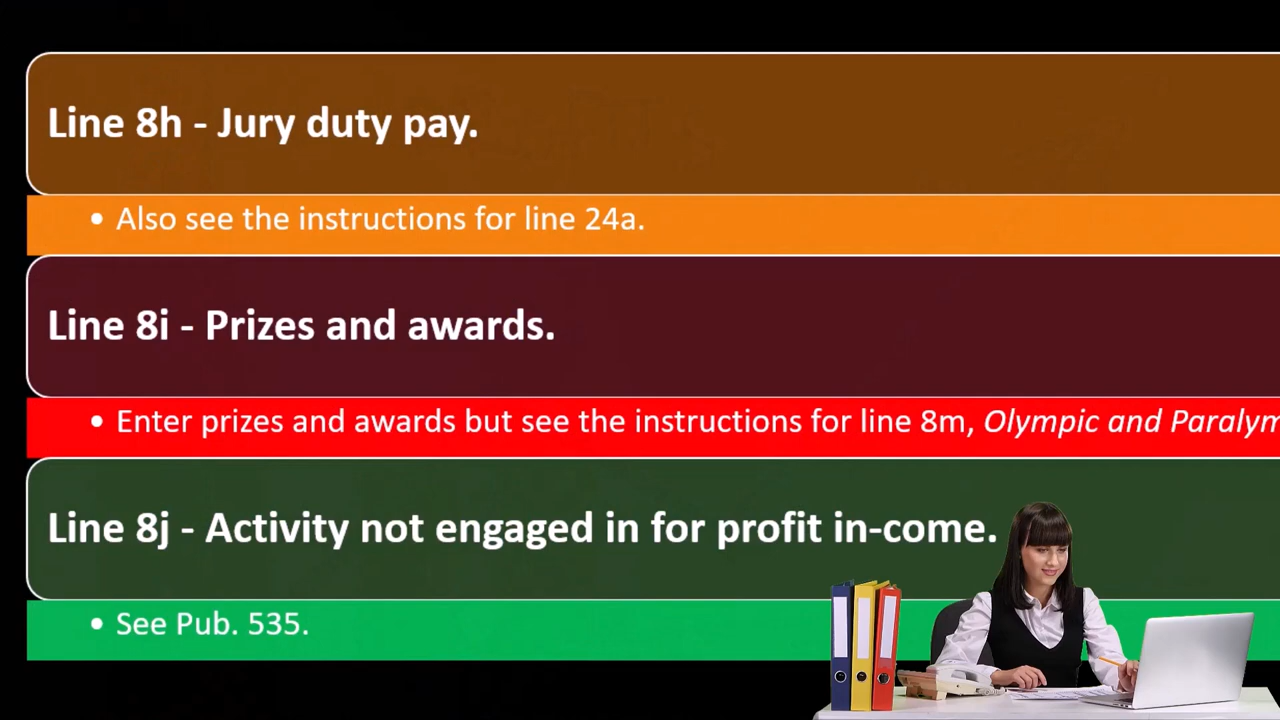 Line 8h - Jury duty pay.
• Also see the instructions for line 24a.
Line 8i - Prizes and awards.
• Enter prizes and awards but see the instructions for line 8m, Olympic and
Line 8j - Activity not engaged in for profit in-come.
• See Pub. 535.